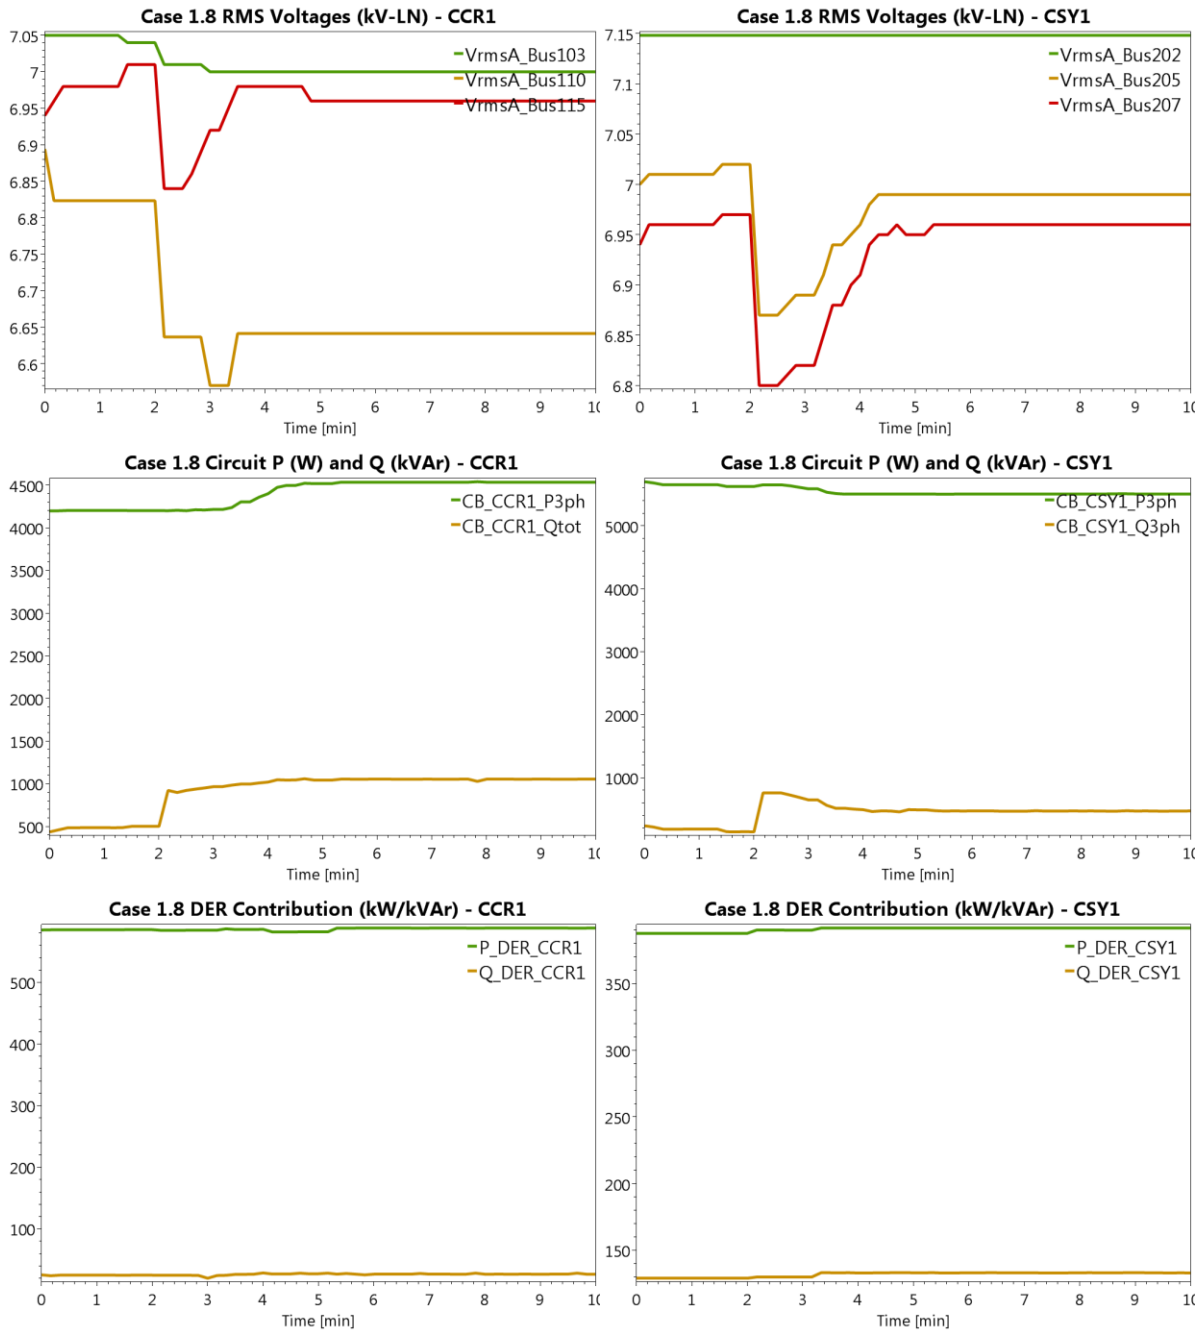 Case 1.8 RMS Voltages (kV-LN) - CCR1
7.05
7
6.95
6.9
6.85
6.8
6.75
6.7
6.65
6.6
VrmsA_Bus103
VrmsA_Bus110
VrmsA_Bus115
0 1 2 3 4 5 6 7 8 9 10
Time [min]
Case 1.8 RMS Voltages (kV-LN) - CSY1
7.15
7.1
7.05
7
6.95
6.9
6.85
6.8
VrmsA_Bus202
VrmsA_Bus205
VrmsA_Bus207
0 1 2 3 4 5 6 7 8 9 10
Time [min]
Case 1.8 Circuit P (W) and Q (kVAr) - CCR1
4500
4000
3500
3000
2500
2000
1500
1000
500
CB_CCR1_P3ph
CB_CCR1_Qtot
0 1 2 3 4 5 6 7 8 9 10
Time [min]
Case 1.8 Circuit P (W) and Q (kVAr) - CSY1
5000
4000
3000
2000
1000
CB_CSY1_P3ph
CB_CSY1_Q3ph
0 1 2 3 4 5 6 7 8 9 10
Time [min]
Case 1.8 DER Contribution (kW/kVAr) - CCR1
500
400
300
200
100
P_DER_CCR1
Q_DER_CCR1
0 1 2 3 4 5 6 7 8 9 10
Time [min]
Case 1.8 DER Contribution (kW/kVAr) - CSY1
350
300
250
200
150
P_DER_CSY1
Q_DER_CSY1
0 1 2 3 4 5 6 7 8 9 10
Time [min]